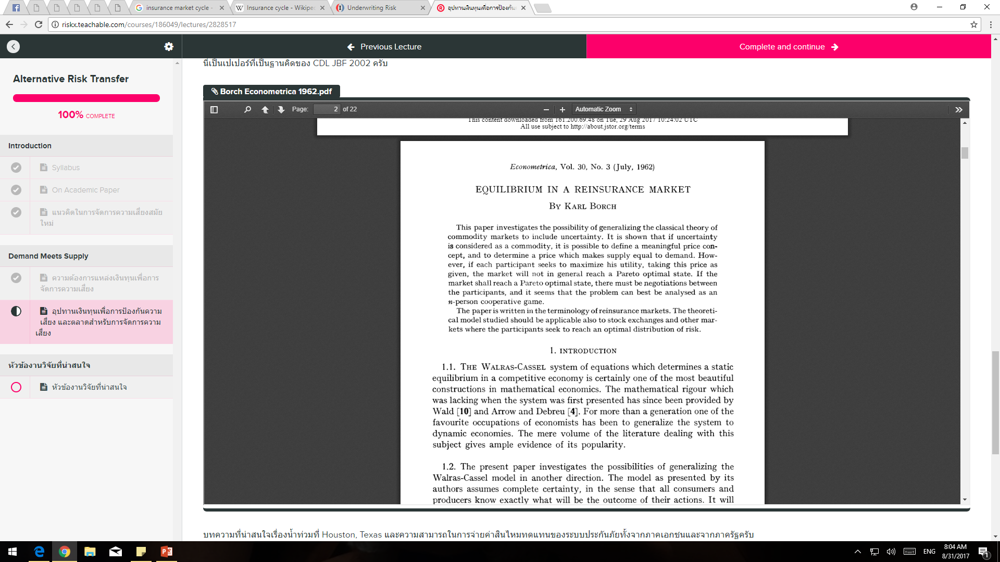 insurance market cycle -
Insurance cycle - Wikipe
Underwriting Risk
อุปทานเงินทุนเพื่อการป้องกัน
riskx.teachable.com/courses/186049/lectures/2828517
Previous Lecture
Complete and continue
Alternative Risk Transfer
100% COMPLETE
Introduction
Syllabus
On Academic Paper
แนวคิดในการจัดการความเสี่ยงสมัย
ใหม่
Demand Meets Supply
ความต้องการแหล่งเงินทุนเพื่อการ
จัดการความเสี่ยง
อุปทานเงินทุนเพื่อการป้องกันความ
เสี่ยง และตลาดสำหรับการจัดการความ
เสี่ยง
หัวข้องานวิจัยที่น่าสนใจ
หัวข้องานวิจัยที่น่าสนใจ
นี่เป็นเปเปอร์ที่เป็นฐานคิดของ CDL JBF 2002 ครับ
Borch Econometrica 1962.pdf
Page: 2 of 22
Automatic Zoom
This content downloaded from 161.200.69.48 on Tue, 29 Aug 2017 10:24:02 UTC
All use subject to http://about.jstor.org/terms
Econometrica, Vol. 30, No. 3 (July, 1962)
EQUILIBRIUM IN A REINSURANCE MARKET
By Karl Borch
This paper investigates the possibility of generalizing the classical theory of
commodity markets to include uncertainty. It is shown that if uncertainty
is considered as a commodity, it is possible to define a meaningful price con-
cept, and to determine a price which makes supply equal to demand. How-
ever, if each participant seeks to maximize his utility, taking this price as
given, the market will not in general reach a Pareto optimal state. If the
market shall reach a Pareto optimal state, there must be negotiations between
the participants, and it seems that the problem can best be analysed as an
n-person cooperative game.
The paper is written in the terminology of reinsurance markets. The theoreti-
cal model studied should be applicable also to stock exchanges and other mar-
kets where the participants seek to reach an optimal distribution of risk.
1. INTRODUCTION
1.1. The Walras-Cassel system of equations which determines a static
equilibrium in a competitive economy is certainly one of the most beautiful
constructions in mathematical economics. The mathematical rigour which
was lacking when the system was first presented has since been provided by
Wald [10] and Arrow and Debreu [4]. For more than a generation one of the
favourite occupations of economists has been to generalize the system to
dynamic economies. The mere volume of the literature dealing with this
subject gives ample evidence of its popularity.
1.2. The present paper investigates the possibilities of generalizing the
Walras-Cassel model in another direction. The model as presented by its
authors assumes complete certainty, in the sense that all consumers and
producers know exactly what will be the outcome of their actions. It will
บทความที่น่าสนใจเรื่องน้ำท่วมที่ Houston, Texas และความสามารถในการจ่ายค่าสินไหมทดแทนของระบบประกันภัยทั้งจากภาคเอกชนและจากภาครัฐครับ
ENG
8:04 AM
8/31/2017
1